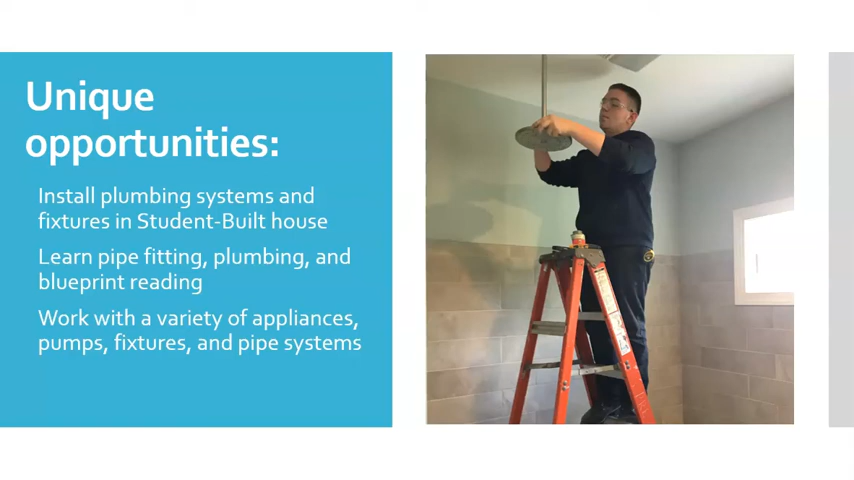 Unique
opportunities:
Install plumbing systems and
fixtures in Student-Built house
Learn pipe fitting, plumbing, and
blueprint reading
Work with a variety of appliances,
pumps, fixtures, and pipe systems